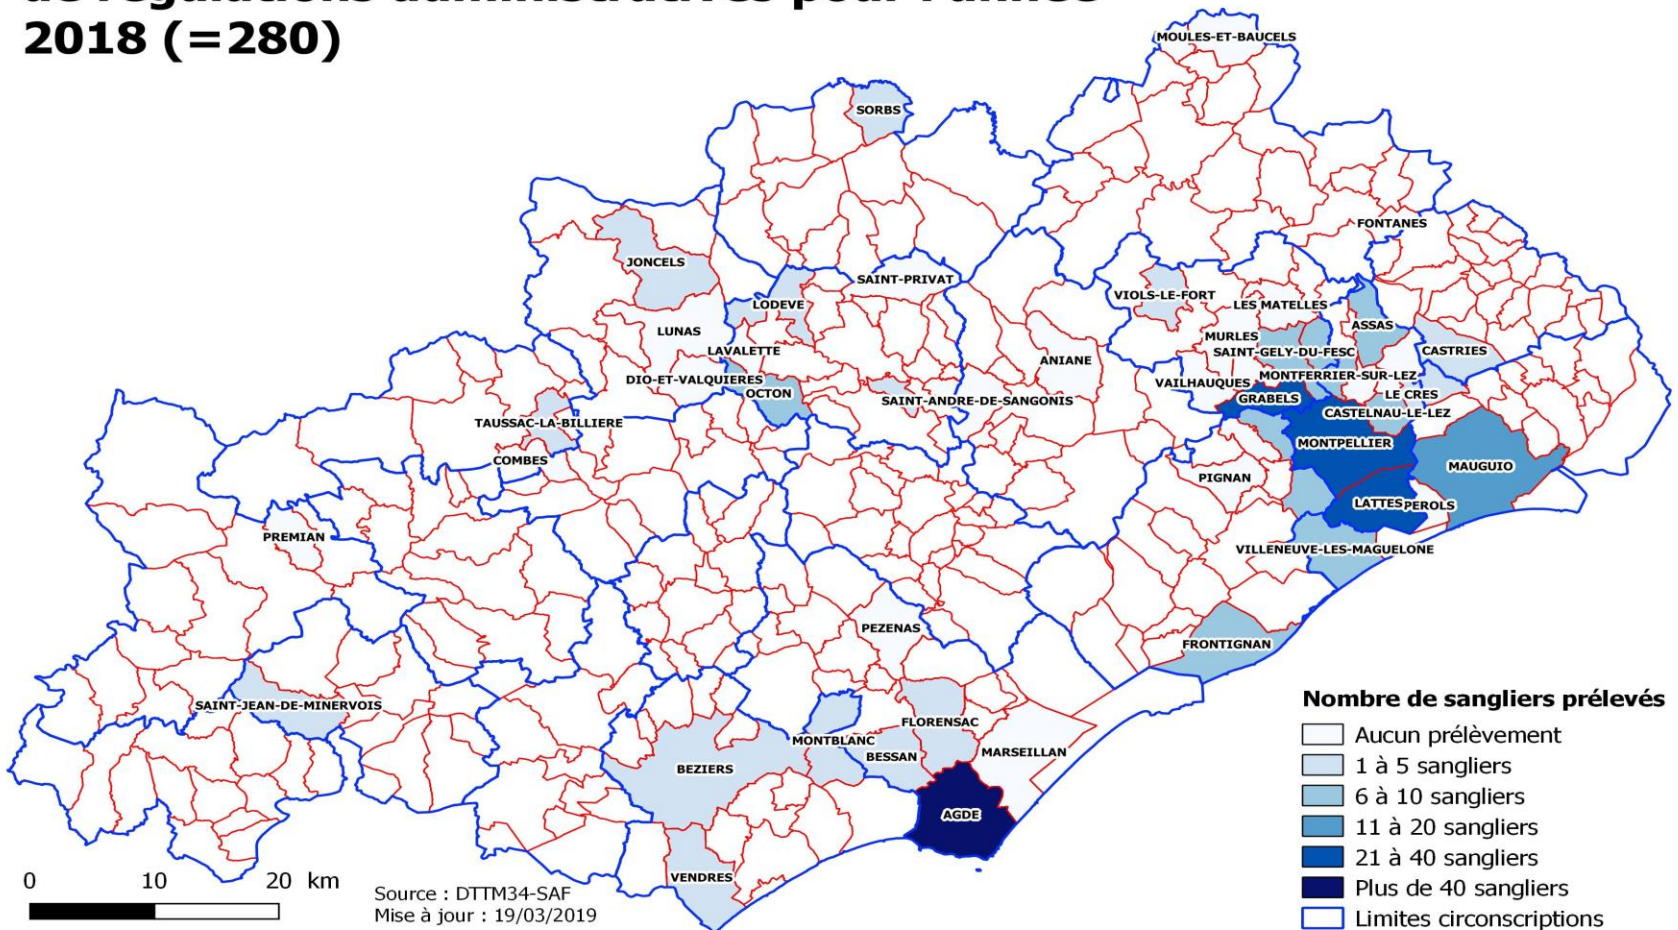 de régulations administratives pour l'année
2018 (=280)
MOULES-ET-BAUCELS
SORBS
FONTANES
JONCELS
SAINT-PRIVAT
VIOLS-LE-FORT
LODEVE
LES MATELLES
LUNAS
ASSAS
MURLES
LAVALETTE
SAINT-GELY-DU-FESC
CASTRIES
ANIANE
DIO-ET-VALQUIERES
MONTFERRIER-SUR-LEZ
VAILHAUQUES
OCTON
LE CRES
SAINT-ANDRE-DE-SANGONIS
GRABELS
CASTELNAU-LE-LEZ
TAUSSAC-LA-BILLIERE
MONTPELLIER
COMBES
MAUGUIO
PIGNAN
LATTES
PEROLS
PREMIAN
VILLENEUVE-LES-MAGUELONE
PEZENAS
FRONTIGNAN
SAINT-JEAN-DE-MINERVOIS
FLORENSAC
MONTBLANC
MARSEILLAN
BESSAN
BEZIERS
AGDE
VENDRES
Nombre de sangliers prélevés
Aucun prélèvement
1 à 5 sangliers
6 à 10 sangliers
11 à 20 sangliers
21 à 40 sangliers
Plus de 40 sangliers
Limites circonscriptions
0 10 20 km
Source : DTTM34-SAF
Mise à jour : 19/03/2019